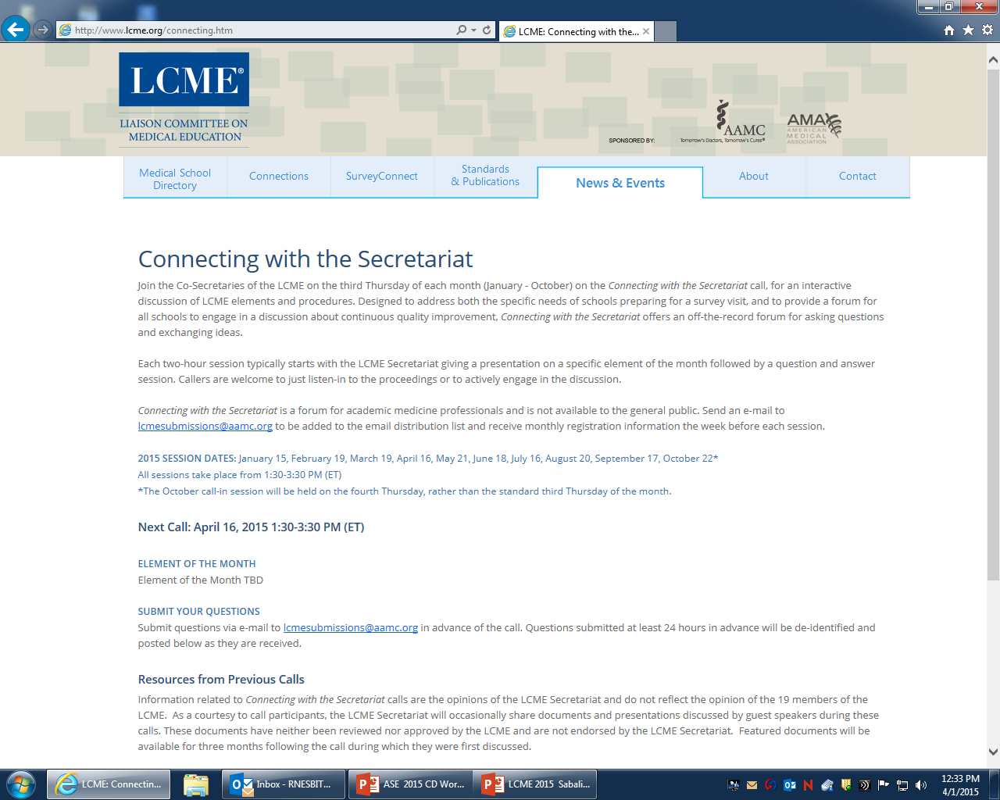 http://www.lcme.org/connecting.htm
LCME: Connecting with the...
LCME®
LIAISON COMMITTEE ON
MEDICAL EDUCATION
SPONSORED BY:
AAMC
Tomorrow's Doctors, Tomorrow's Cures®
AMA
AMERICAN
MEDICAL
ASSOCIATION
Medical School
Directory
Connections
SurveyConnect
Standards
& Publications
News & Events
About
Contact
Connecting with the Secretariat
Join the Co-Secretaries of the LCME on the third Thursday of each month (January - October) on the Connecting with the Secretariat call, for an interactive
discussion of LCME elements and procedures. Designed to address both the specific needs of schools preparing for a survey visit, and to provide a forum for
all schools to engage in a discussion about continuous quality improvement, Connecting with the Secretariat offers an off-the-record forum for asking questions
and exchanging ideas.
Each two-hour session typically starts with the LCME Secretariat giving a presentation on a specific element of the month followed by a question and answer
session. Callers are welcome to just listen-in to the proceedings or to actively engage in the discussion.
Connecting with the Secretariat is a forum for academic medicine professionals and is not available to the general public. Send an e-mail to
lcmesubmissions@aamc.org to be added to the email distribution list and receive monthly registration information the week before each session.
2015 SESSION DATES: January 15, February 19, March 19, April 16, May 21, June 18, July 16, August 20, September 17, October 22*
All sessions take place from 1:30-3:30 PM (ET)
*The October call-in session will be held on the fourth Thursday, rather than the standard third Thursday of the month.
Next Call: April 16, 2015 1:30-3:30 PM (ET)
ELEMENT OF THE MONTH
Element of the Month TBD
SUBMIT YOUR QUESTIONS
Submit questions via e-mail to lcmesubmissions@aamc.org in advance of the call. Questions submitted at least 24 hours in advance will be de-identified and
posted below as they are received.
Resources from Previous Calls
Information related to Connecting with the Secretariat calls are the opinions of the LCME Secretariat and do not reflect the opinion of the 19 members of the
LCME. As a courtesy to call participants, the LCME Secretariat will occasionally share documents and presentations discussed by guest speakers during these
calls. These documents have neither been reviewed nor approved by the LCME and are not endorsed by the LCME Secretariat. Featured documents will be
available for three months following the call during which they were first discussed.
LCME: Connectin...
Inbox - RNESBIT...
ASE 2015 CD Wor...
LCME 2015 Sabali...
12:33 PM
4/1/2015